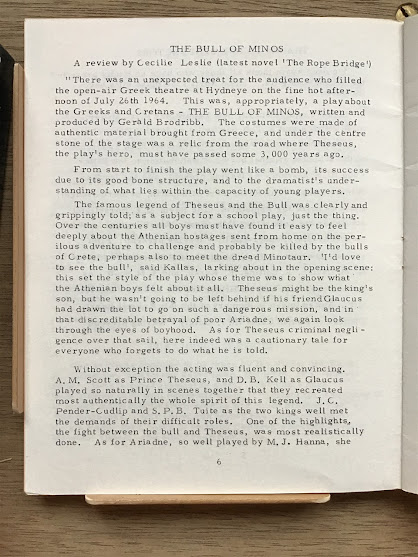 THE BULL OF MINOS
A review by Cecilie Leslie (latest novel 'The Rope Bridge')
"There was an unexpected treat for the audience who filled
the open-air Greek theatre at Hydneye on the fine hot after-
noon of July 26th 1964. This was, appropriately, a play about
the Greeks and Cretans - THE BULL OF MINOS, written and
produced by Gerald Brodribb. The costumes were made of
authentic material brought from Greece, and under the centre
stone of the stage was a relic from the road where Theseus,
the play's hero, must have passed some 3,000 years ago.
From start to finish the play went like a bomb, its success
due to its good bone structure, and to the dramatist's under-
standing of what lies within the capacity of young players.
The famous legend of Theseus and the Bull was clearly and
grippingly told; as a subject for a school play, just the thing.
Over the centuries all boys must have found it easy to feel
deeply about the Athenian hostages sent from home on the per-
ilous adventure to challenge and probably be killed by the bulls
of Crete, perhaps also to meet the dread Minotaur. 'I'd love
to see the bull', said Kallas, larking about in the opening scene:
this set the style of the play whose theme was to show what
the Athenian boys felt about it all. Theseus might be the king's
son, but he wasn't going to be left behind if his friend Glaucus
had drawn the lot to go on such a dangerous mission, and in
that discreditable betrayal of poor Ariadne, we again look
through the eyes of boyhood. As for Theseus criminal negli-
gence over that sail, here indeed was a cautionary tale for
everyone who forgets to do what he is told.
Without exception the acting was fluent and convincing.
A. M. Scott as Prince Theseus, and D.B. Kell as Glaucus
played so naturally in scenes together that they recreated
most authentically the whole spirit of this legend. J. C.
Pender-Cudlip and S. P.B. Tuite as the two kings well met
the demands of their difficult roles. One of the highlights,
the fight between the bull and Theseus, was most realistically
done. As for Ariadne, so well played by M. J. Hanna, she
6